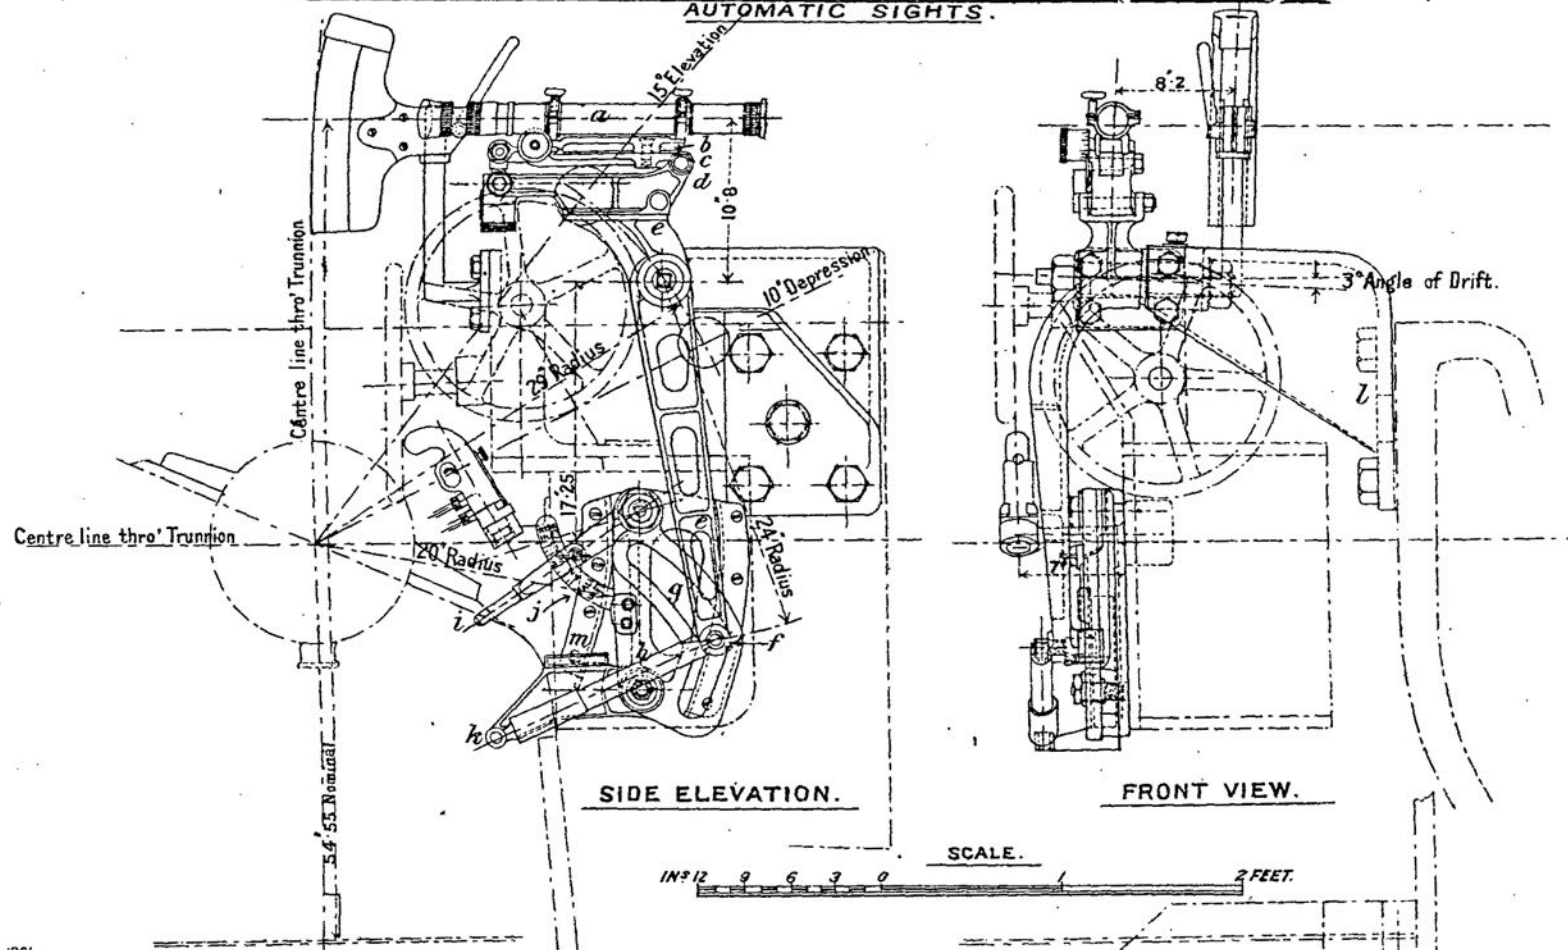 AUTOMATIC SIGHTS.
15° Elevation
8"·2
a
b
c
d
10"·8
e
Centre line thro' Trunnion
10° Depression
3° Angle of Drift.
29" Radius
l
17"·25
Centre line thro' Trunnion
20" Radius
e
24" Radius
7"
g
j
i
m
h
f
k
54"·55 Nominal
SIDE ELEVATION.
FRONT VIEW.
SCALE.
INS 12 9 6 3 0 1 2 FEET.